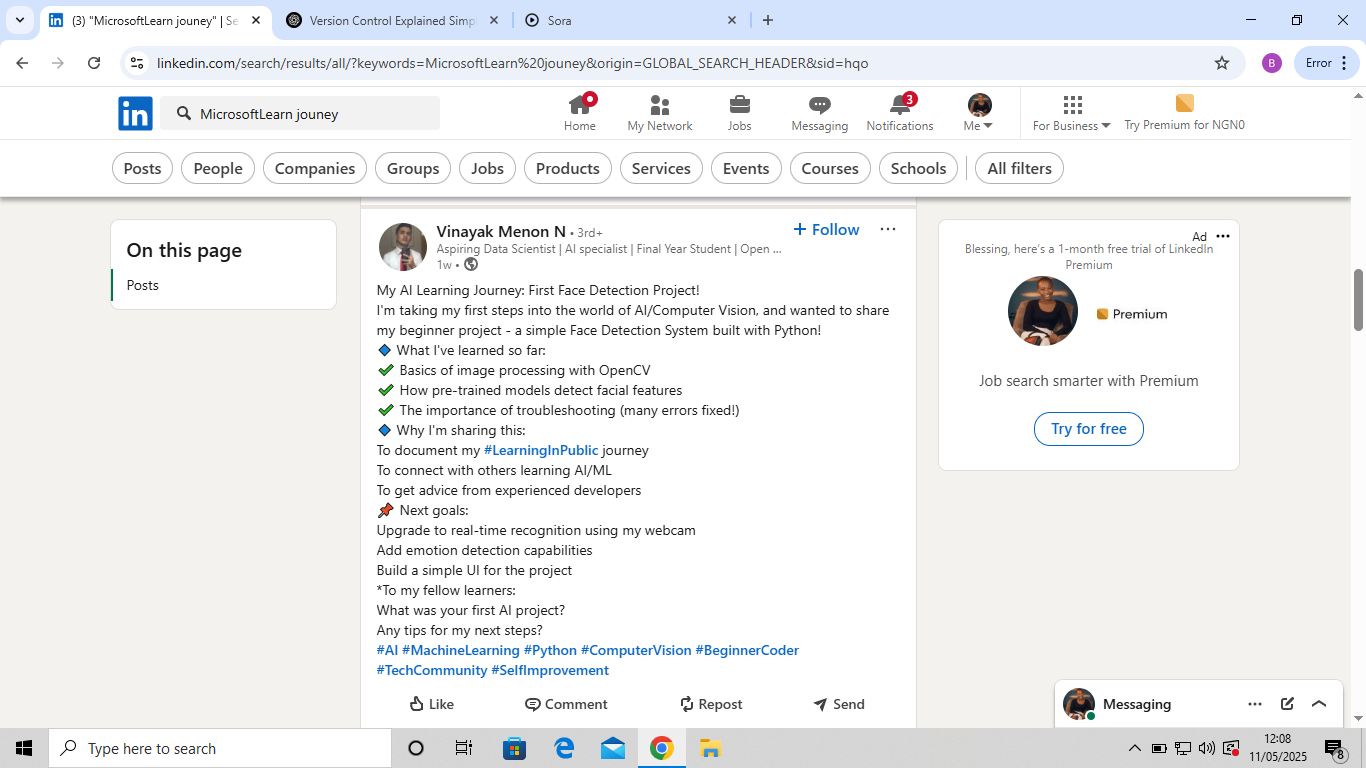 (3) "MicrosoftLearn jouney" | Se
Version Control Explained Simpl
Sora
linkedin.com/search/results/all/?keywords=MicrosoftLearn%20jouney&origin=GLOBAL_SEARCH_HEADER&sid=hqo
B
Error
in
MicrosoftLearn jouney
Home
My Network
Jobs
Messaging
3
Notifications
Me
For Business
Try Premium for NGN0
Posts
People
Companies
Groups
Jobs
Products
Services
Events
Courses
Schools
All filters
On this page
Posts
Vinayak Menon N • 3rd+
Aspiring Data Scientist | AI specialist | Final Year Student | Open ...
1w •
+ Follow
My AI Learning Journey: First Face Detection Project!
I'm taking my first steps into the world of AI/Computer Vision, and wanted to share
my beginner project - a simple Face Detection System built with Python!
🔷 What I've learned so far:
✔ Basics of image processing with OpenCV
✔ How pre-trained models detect facial features
✔ The importance of troubleshooting (many errors fixed!)
🔷 Why I'm sharing this:
To document my #LearningInPublic journey
To connect with others learning AI/ML
To get advice from experienced developers
📌 Next goals:
Upgrade to real-time recognition using my webcam
Add emotion detection capabilities
Build a simple UI for the project
*To my fellow learners:
What was your first AI project?
Any tips for my next steps?
#AI #MachineLearning #Python #ComputerVision #BeginnerCoder
#TechCommunity #SelfImprovement
Like
Comment
Repost
Send
Ad
Blessing, here's a 1-month free trial of LinkedIn
Premium
Premium
Job search smarter with Premium
Try for free
Messaging
Type here to search
12:08
11/05/2025
8